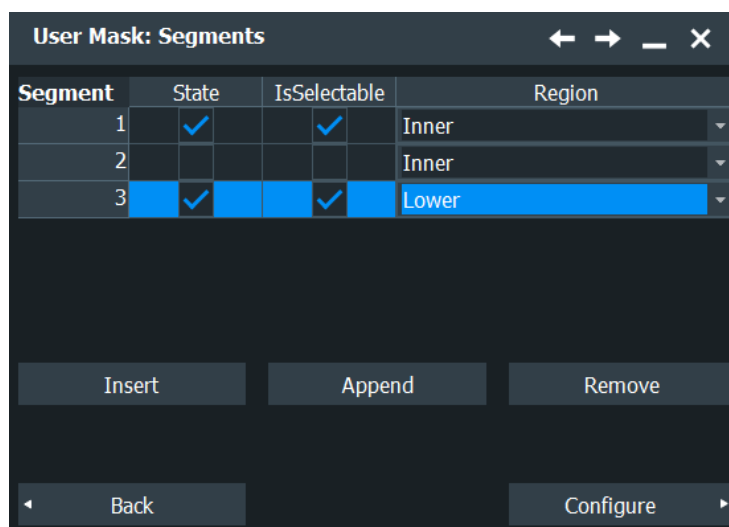 User Mask: Segments
Segment State IsSelectable Region
1 Inner
2 Inner
3 Lower
Insert Append Remove
Back Configure